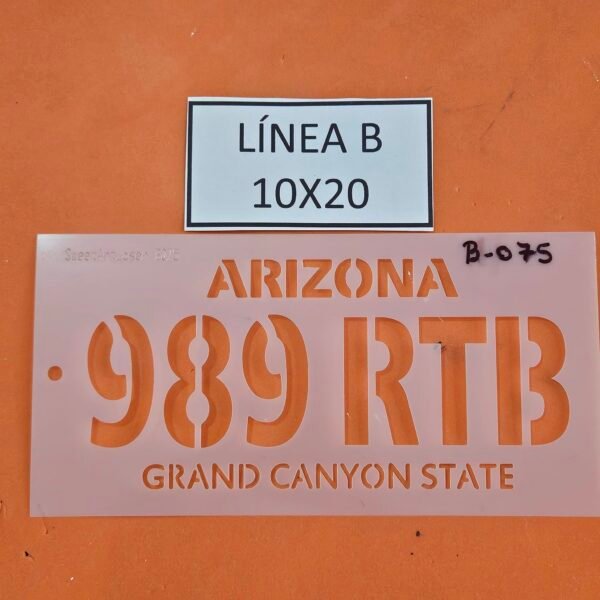 LÍNEA B
10X20
B-075
ARIZONA
989 RTB
GRAND CANYON STATE